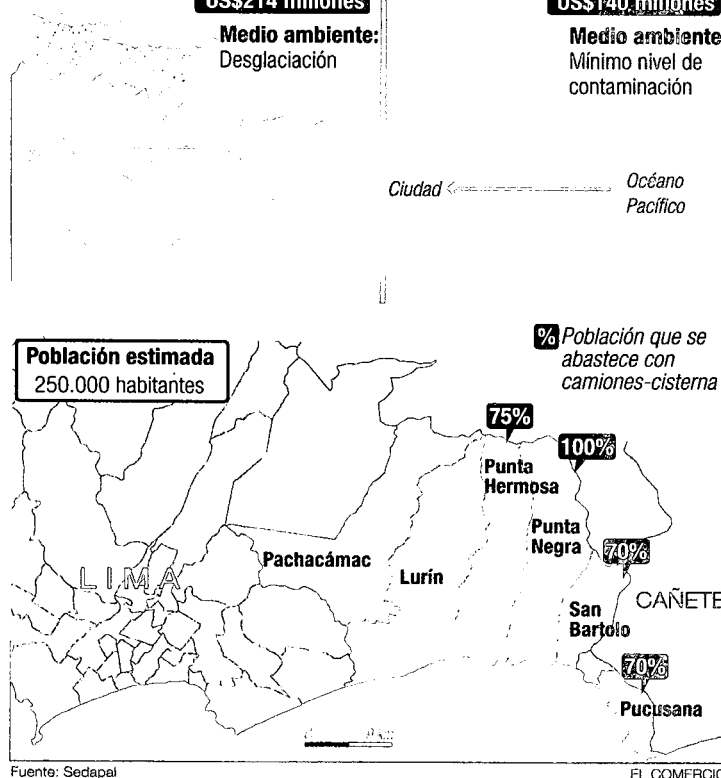 US$214 millones
Medio ambiente:
Desglaciación
US$140 millones
Medio ambiente
Mínimo nivel de
contaminación
Ciudad
Océano
Pacífico
Población estimada
250.000 habitantes
% Población que se
abastece con
camiones-cisterna
75%
100%
Punta
Hermosa
Punta
Negra
70%
Pachacámac
Lurín
LIMA
CAÑETE
San
Bartolo
70%
Pucusana
Fuente: Sedapal
EL COMERCIO